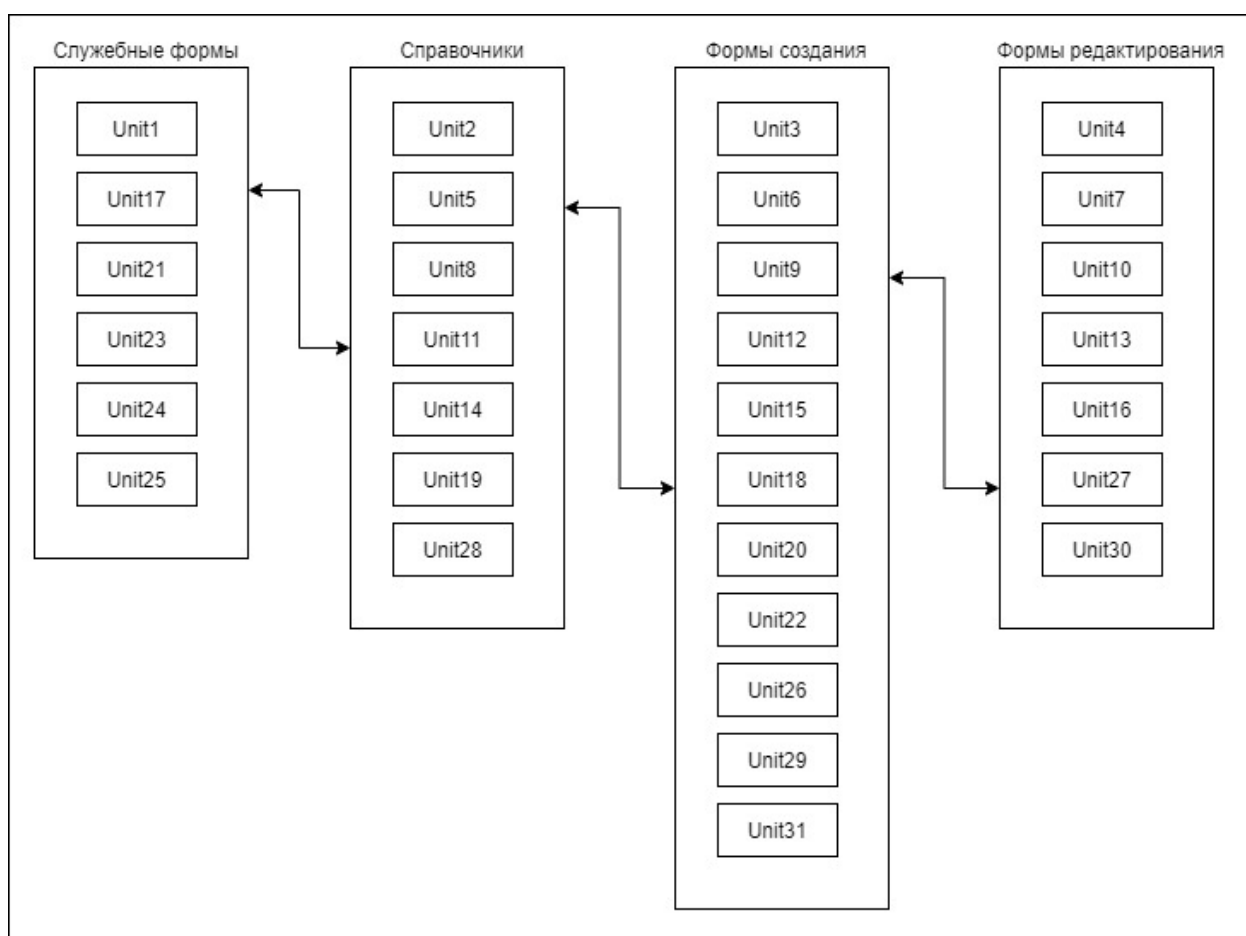 Служебные формы
Unit1
Unit17
Unit21
Unit23
Unit24
Unit25
Справочники
Unit2
Unit5
Unit8
Unit11
Unit14
Unit19
Unit28
Формы создания
Unit3
Unit6
Unit9
Unit12
Unit15
Unit18
Unit20
Unit22
Unit26
Unit29
Unit31
Формы редактирования
Unit4
Unit7
Unit10
Unit13
Unit16
Unit27
Unit30